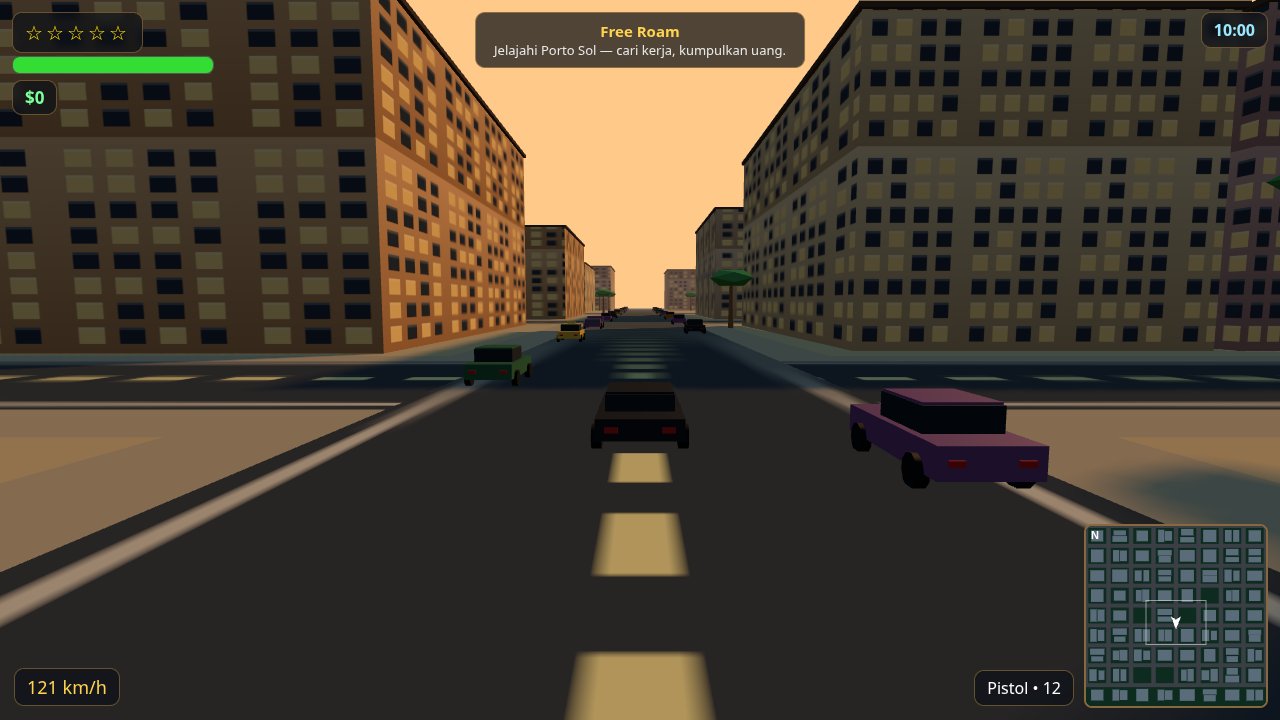 ☆☆☆☆☆
$0
Free Roam
Jelajahi Porto Sol — cari kerja, kumpulkan uang.
10:00
121 km/h
Pistol • 12
N